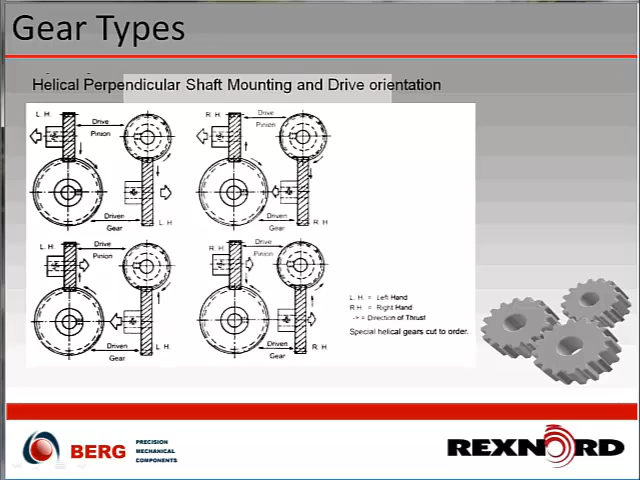 Gear Types
Helical Perpendicular Shaft Mounting and Drive orientation
L. H.
Drive
Pinion
R. H.
Drive
Pinion
Driven
Gear
L. H.
Driven
Gear
R. H.
L. H.
Drive
Pinion
R. H.
Drive
Pinion
Driven
Gear
L. H.
Driven
Gear
R. H.
L. H. = Left Hand
R.H. = Right Hand
-> = Direction of Thrust
Special helical gears cut to order.
BERG
PRECISION
MECHANICAL
COMPONENTS
REXNORD